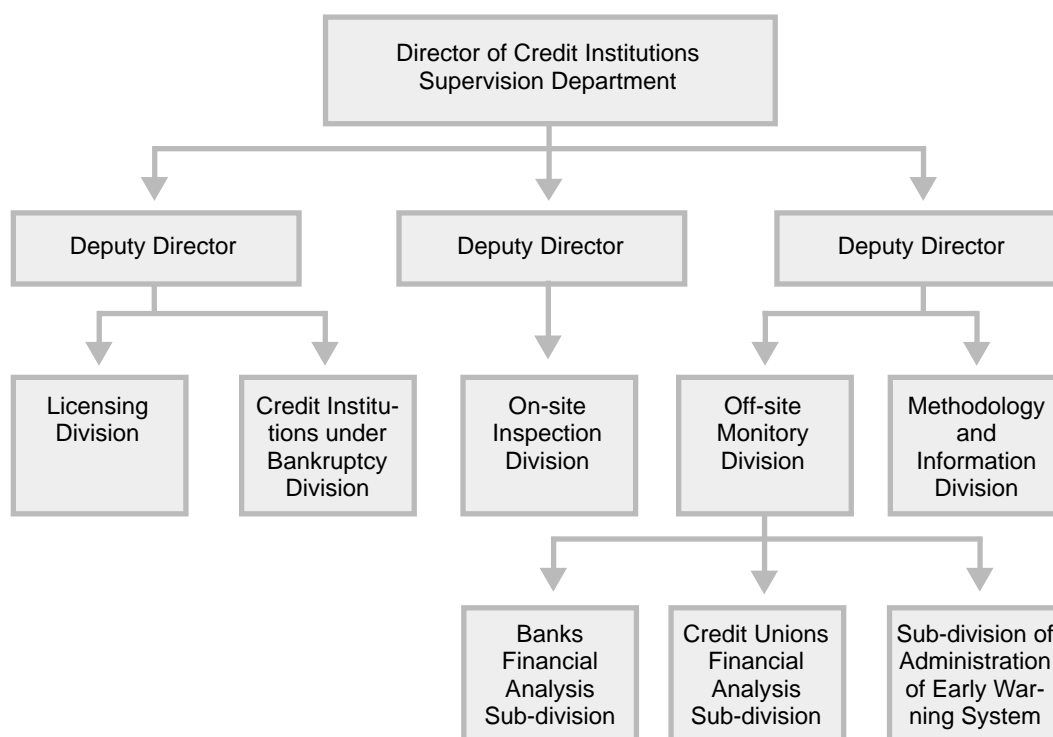 Director of Credit Institutions
Supervision Department
Deputy Director
Deputy Director
Deputy Director
Licensing
Division
Credit Institu-
tions under
Bankruptcy
Division
On-site
Inspection
Division
Off-site
Monitory
Division
Methodology
and
Information
Division
Banks
Financial
Analysis
Sub-division
Credit Unions
Financial
Analysis
Sub-division
Sub-division of
Administration
of Early War-
ning System